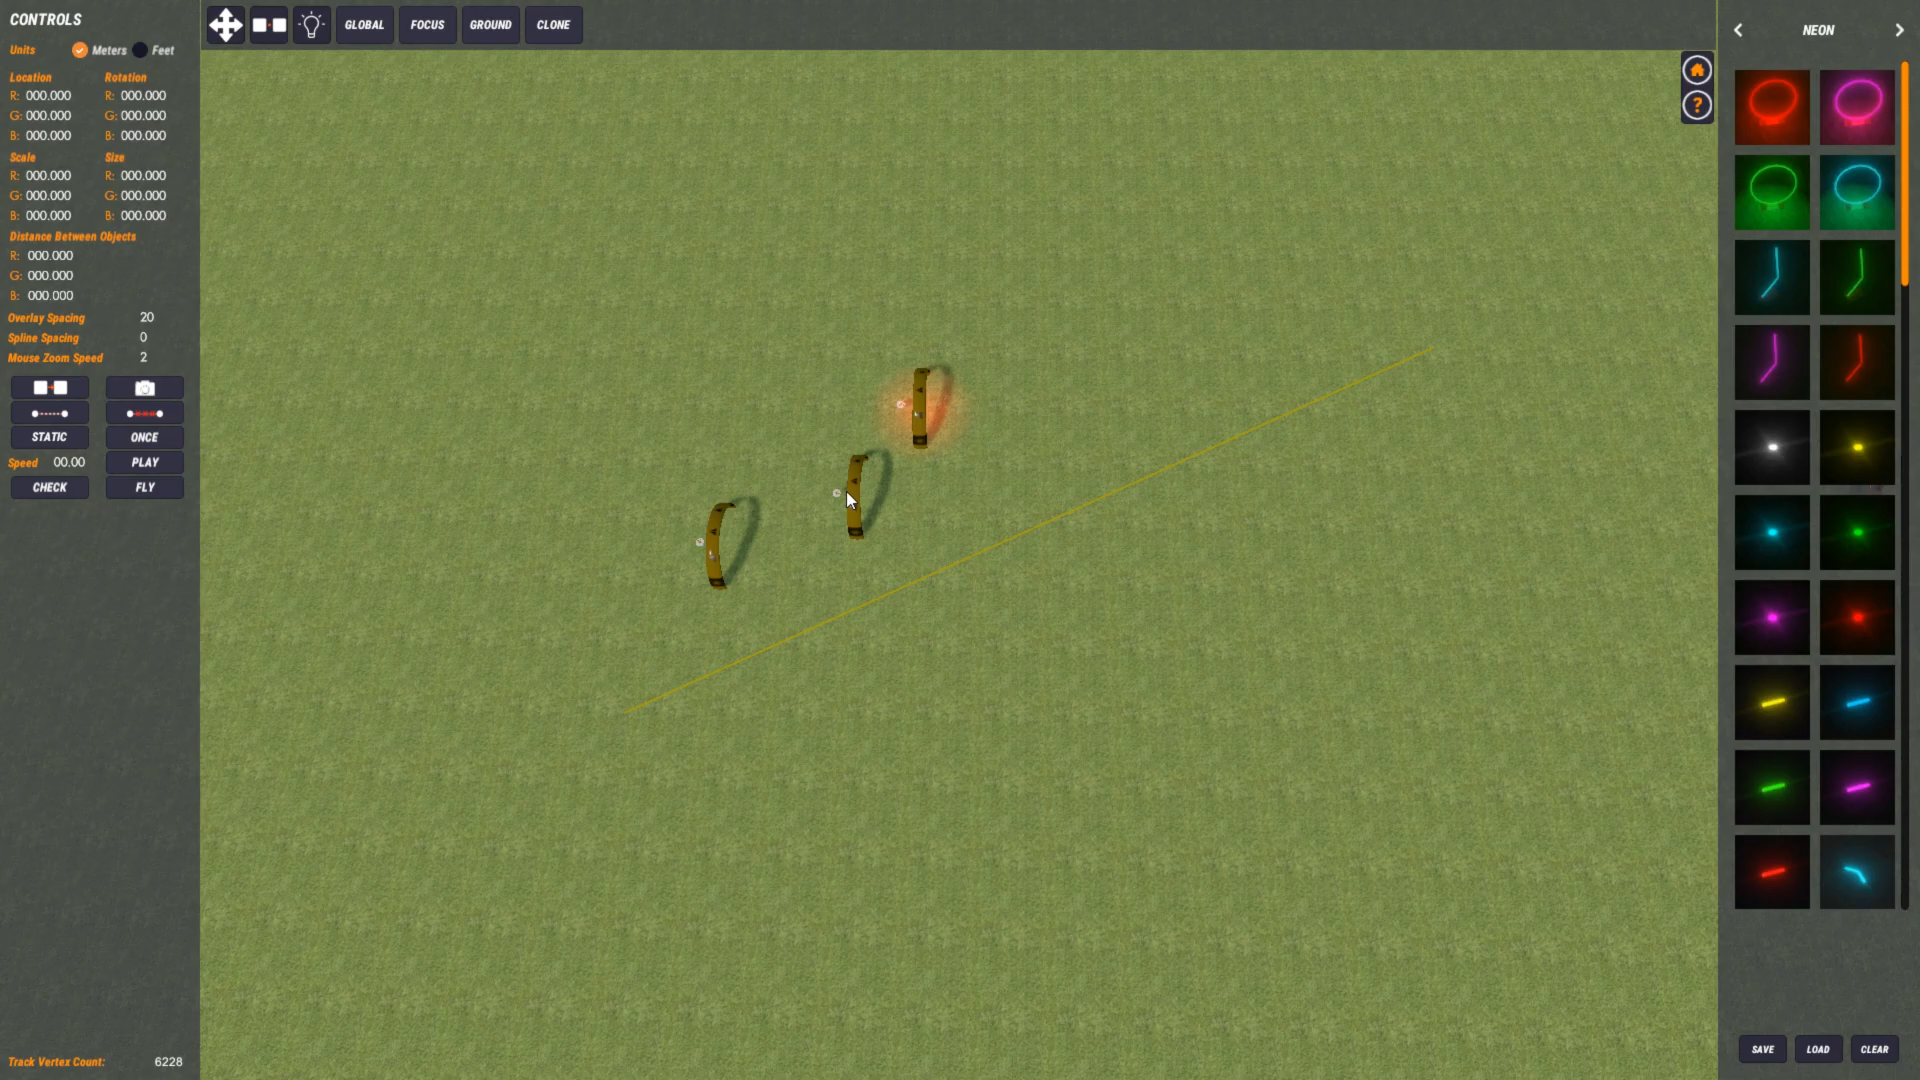 CONTROLS
Units Meters Feet
Location Rotation
R: 000.000 R: 000.000
G: 000.000 G: 000.000
B: 000.000 B: 000.000
Scale Size
R: 000.000 R: 000.000
G: 000.000 G: 000.000
B: 000.000 B: 000.000
Distance Between Objects
R: 000.000
G: 000.000
B: 000.000
Overlay Spacing 20
Spline Spacing 0
Mouse Zoom Speed 2
STATIC ONCE
Speed 00.00 PLAY
CHECK FLY
Track Vertex Count: 6228
GLOBAL FOCUS GROUND CLONE
?
NEON
SAVE LOAD CLEAR